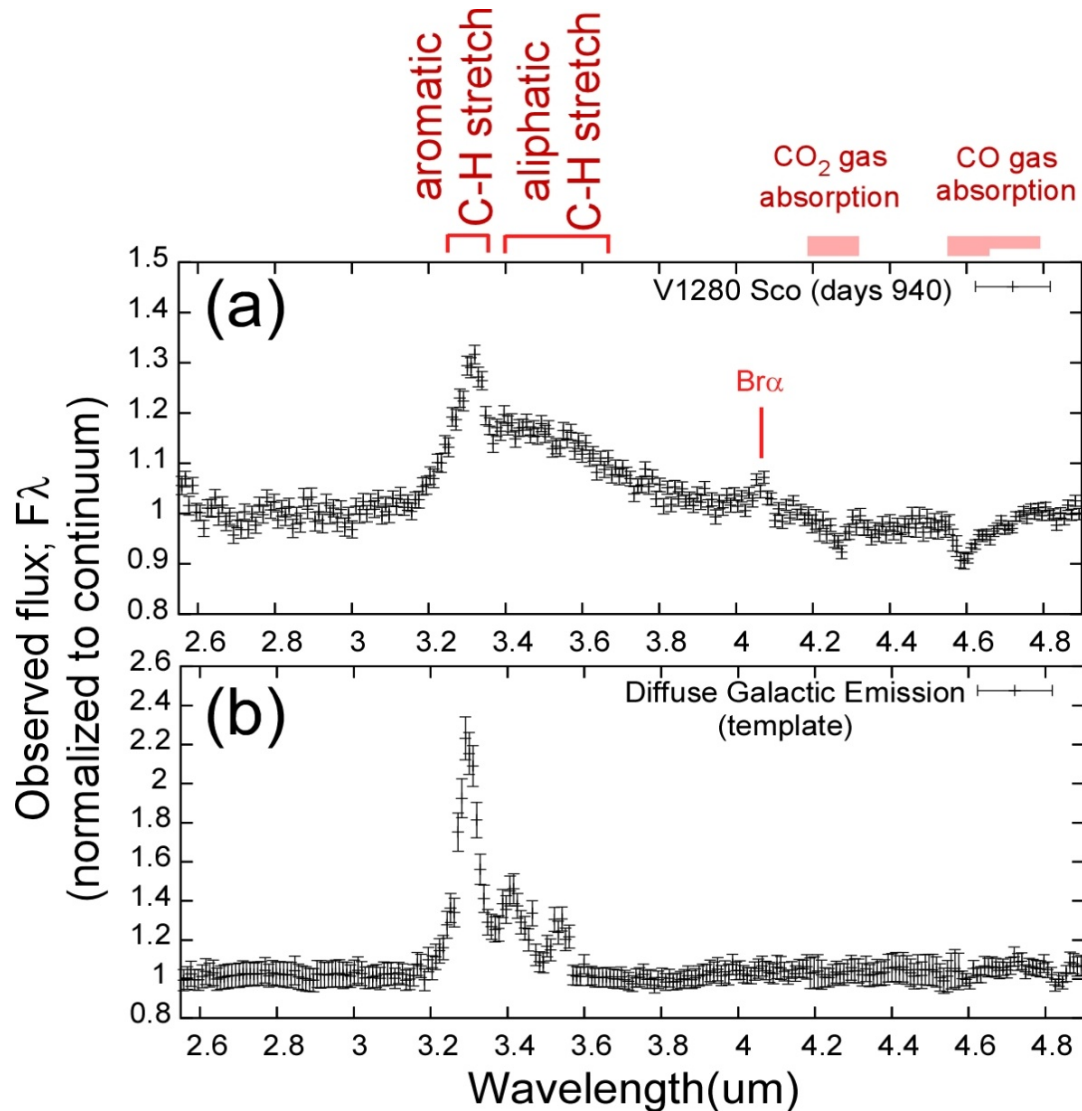 aromatic
C-H stretch
aliphatic
C-H stretch
CO2 gas
absorption
CO gas
absorption
(a)
V1280 Sco (days 940)
Brα
1.5
1.4
1.3
1.2
1.1
1
0.9
0.8
2.6 2.8 3 3.2 3.4 3.6 3.8 4 4.2 4.4 4.6 4.8
Observed flux; Fλ
(normalized to continuum)
(b)
Diffuse Galactic Emission
(template)
2.6
2.4
2.2
2
1.8
1.6
1.4
1.2
1
0.8
2.6 2.8 3 3.2 3.4 3.6 3.8 4 4.2 4.4 4.6 4.8
Wavelength(um)